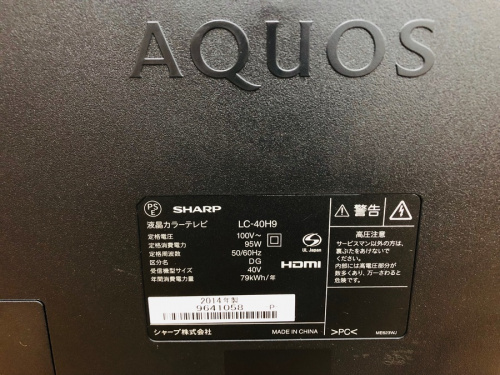 AQUOS
PSE
SHARP
液晶カラーテレビ LC-40H9
定格電圧 100V~
定格消費電力 95W
定格周波数 50/60Hz
区分名 DG
受信機型サイズ 40V
年間消費電力量 79kWh/年
S
UL Japan
HDMI
2014年製
9641058 P
シャープ株式会社 MADE IN CHINA
警告
高圧注意
サービスマン以外の方は、
裏ぶたをあけないで
ください。
内部には高電圧部分が
数多くあり、万一さわると
危険です。
>PC<